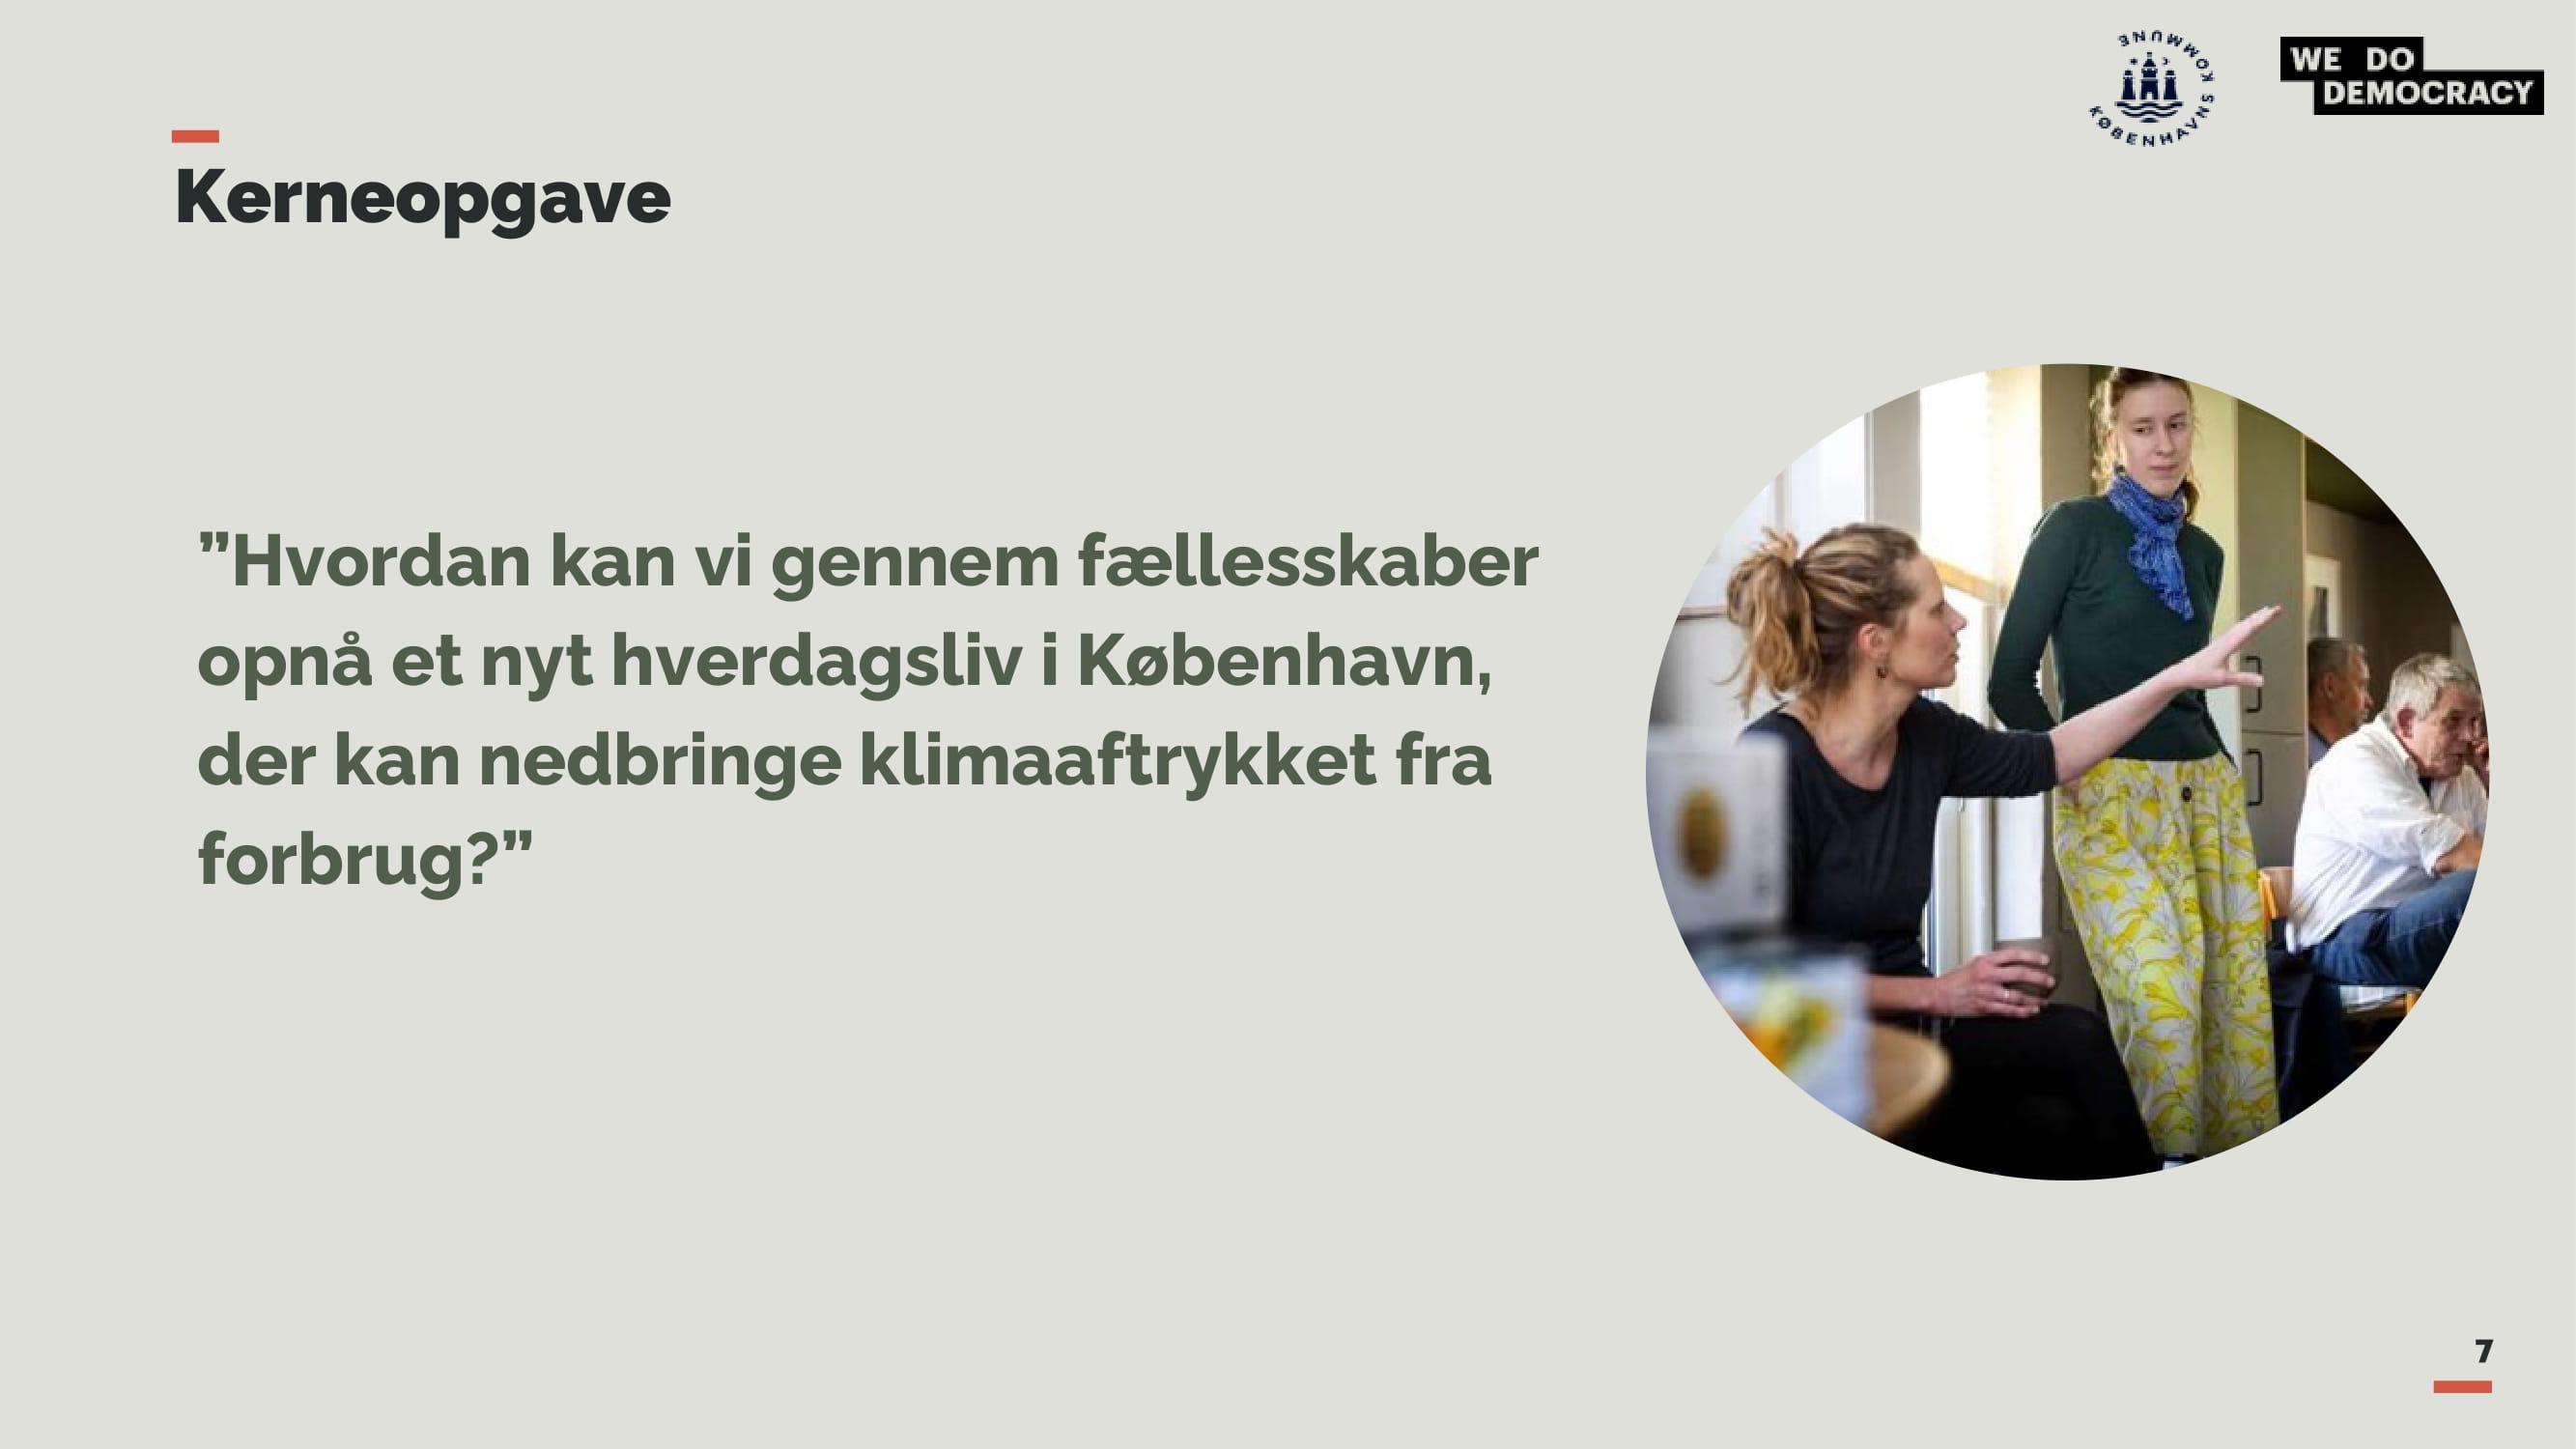 KØBENHAVNS KOMMUNE
WE DO
DEMOCRACY
Kerneopgave
”Hvordan kan vi gennem fællesskaber
opnå et nyt hverdagsliv i København,
der kan nedbringe klimaaftrykket fra
forbrug?”
7